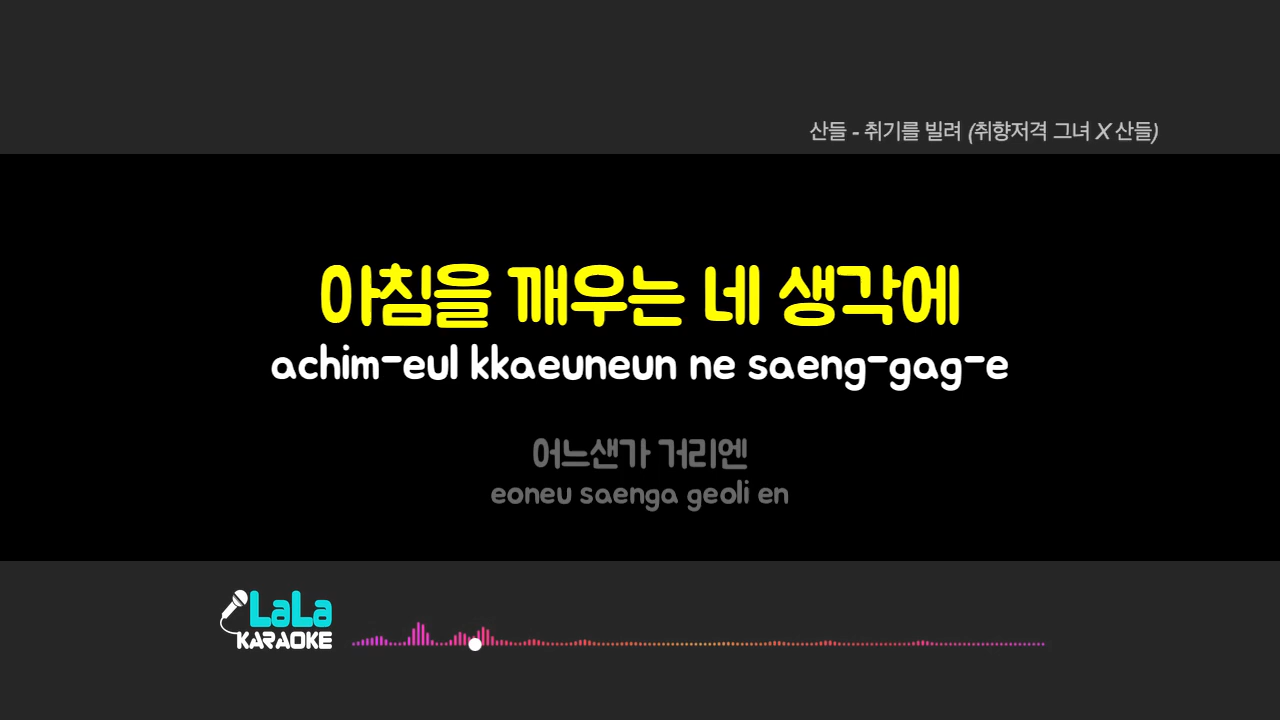 산들 - 취기를 빌려 (취향저격 그녀 X 산들)
아침을 깨우는 네 생각에
achim-eul kkaeuneun ne saeng-gag-e
어느샌가 거리엔
eoneu saenga geoli en
LaLa
KARAOKE